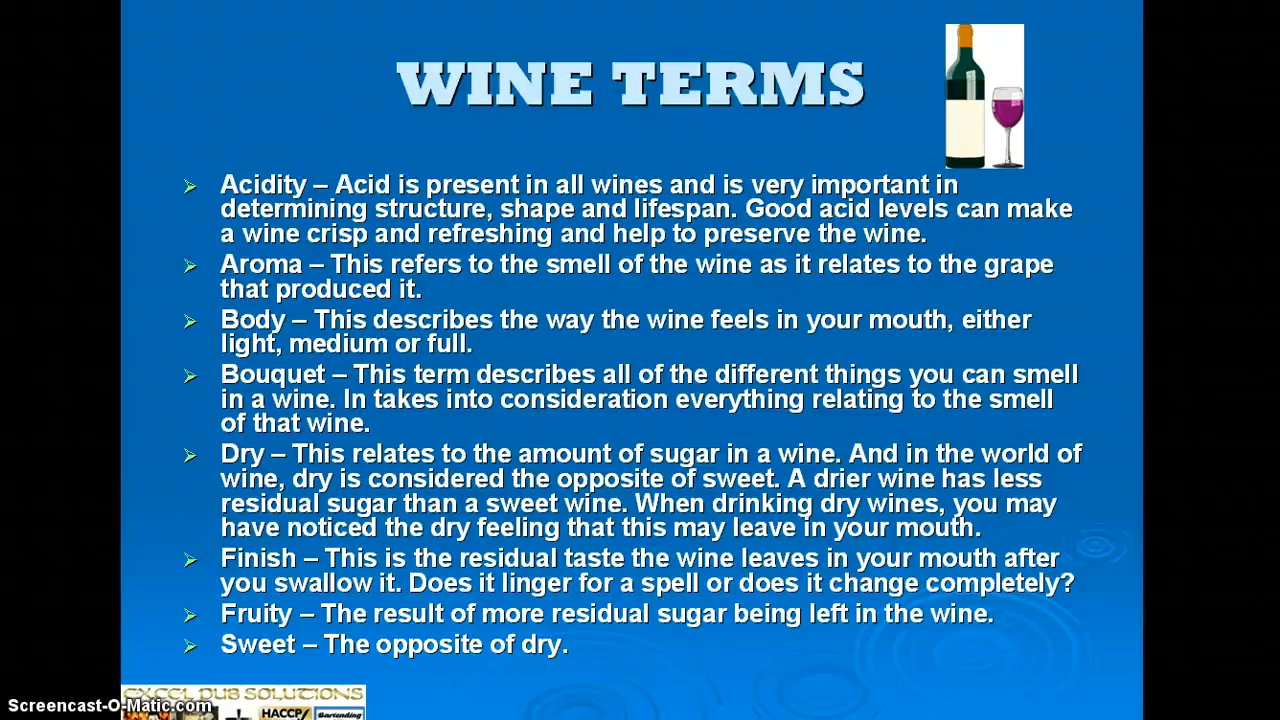 WINE TERMS
Acidity – Acid is present in all wines and is very important in
determining structure, shape and lifespan. Good acid levels can make
a wine crisp and refreshing and help to preserve the wine.
Aroma – This refers to the smell of the wine as it relates to the grape
that produced it.
Body – This describes the way the wine feels in your mouth, either
light, medium or full.
Bouquet – This term describes all of the different things you can smell
in a wine. In takes into consideration everything relating to the smell
of that wine.
Dry – This relates to the amount of sugar in a wine. And in the world of
wine, dry is considered the opposite of sweet. A drier wine has less
residual sugar than a sweet wine. When drinking dry wines, you may
have noticed the dry feeling that this may leave in your mouth.
Finish – This is the residual taste the wine leaves in your mouth after
you swallow it. Does it linger for a spell or does it change completely?
Fruity – The result of more residual sugar being left in the wine.
Sweet – The opposite of dry.
EXCEL PUB SOLUTIONS
Screencast-O-Matic.com
HACCP/
Bartending